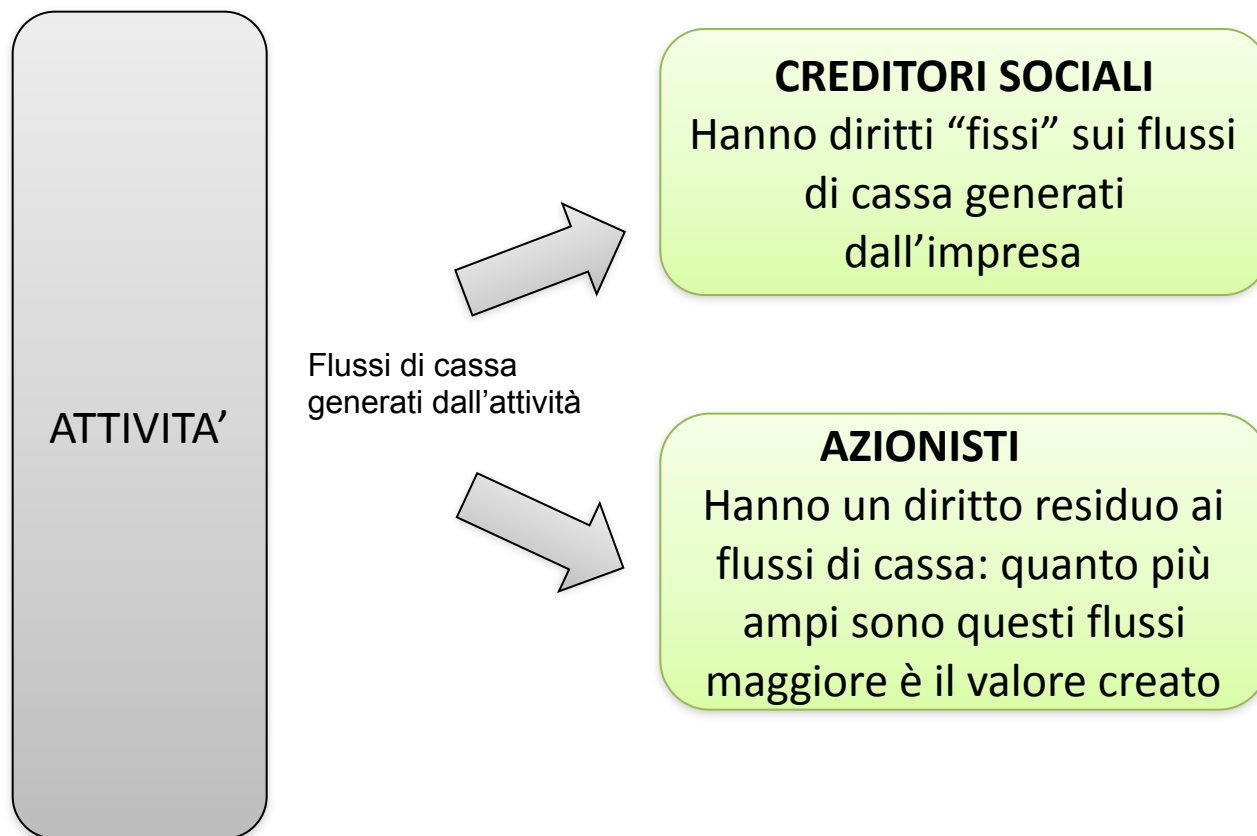 ATTIVITA’
Flussi di cassa
generati dall’attività
CREDITORI SOCIALI
Hanno diritti “fissi” sui flussi
di cassa generati
dall’impresa
AZIONISTI
Hanno un diritto residuo ai
flussi di cassa: quanto più
ampi sono questi flussi
maggiore è il valore creato